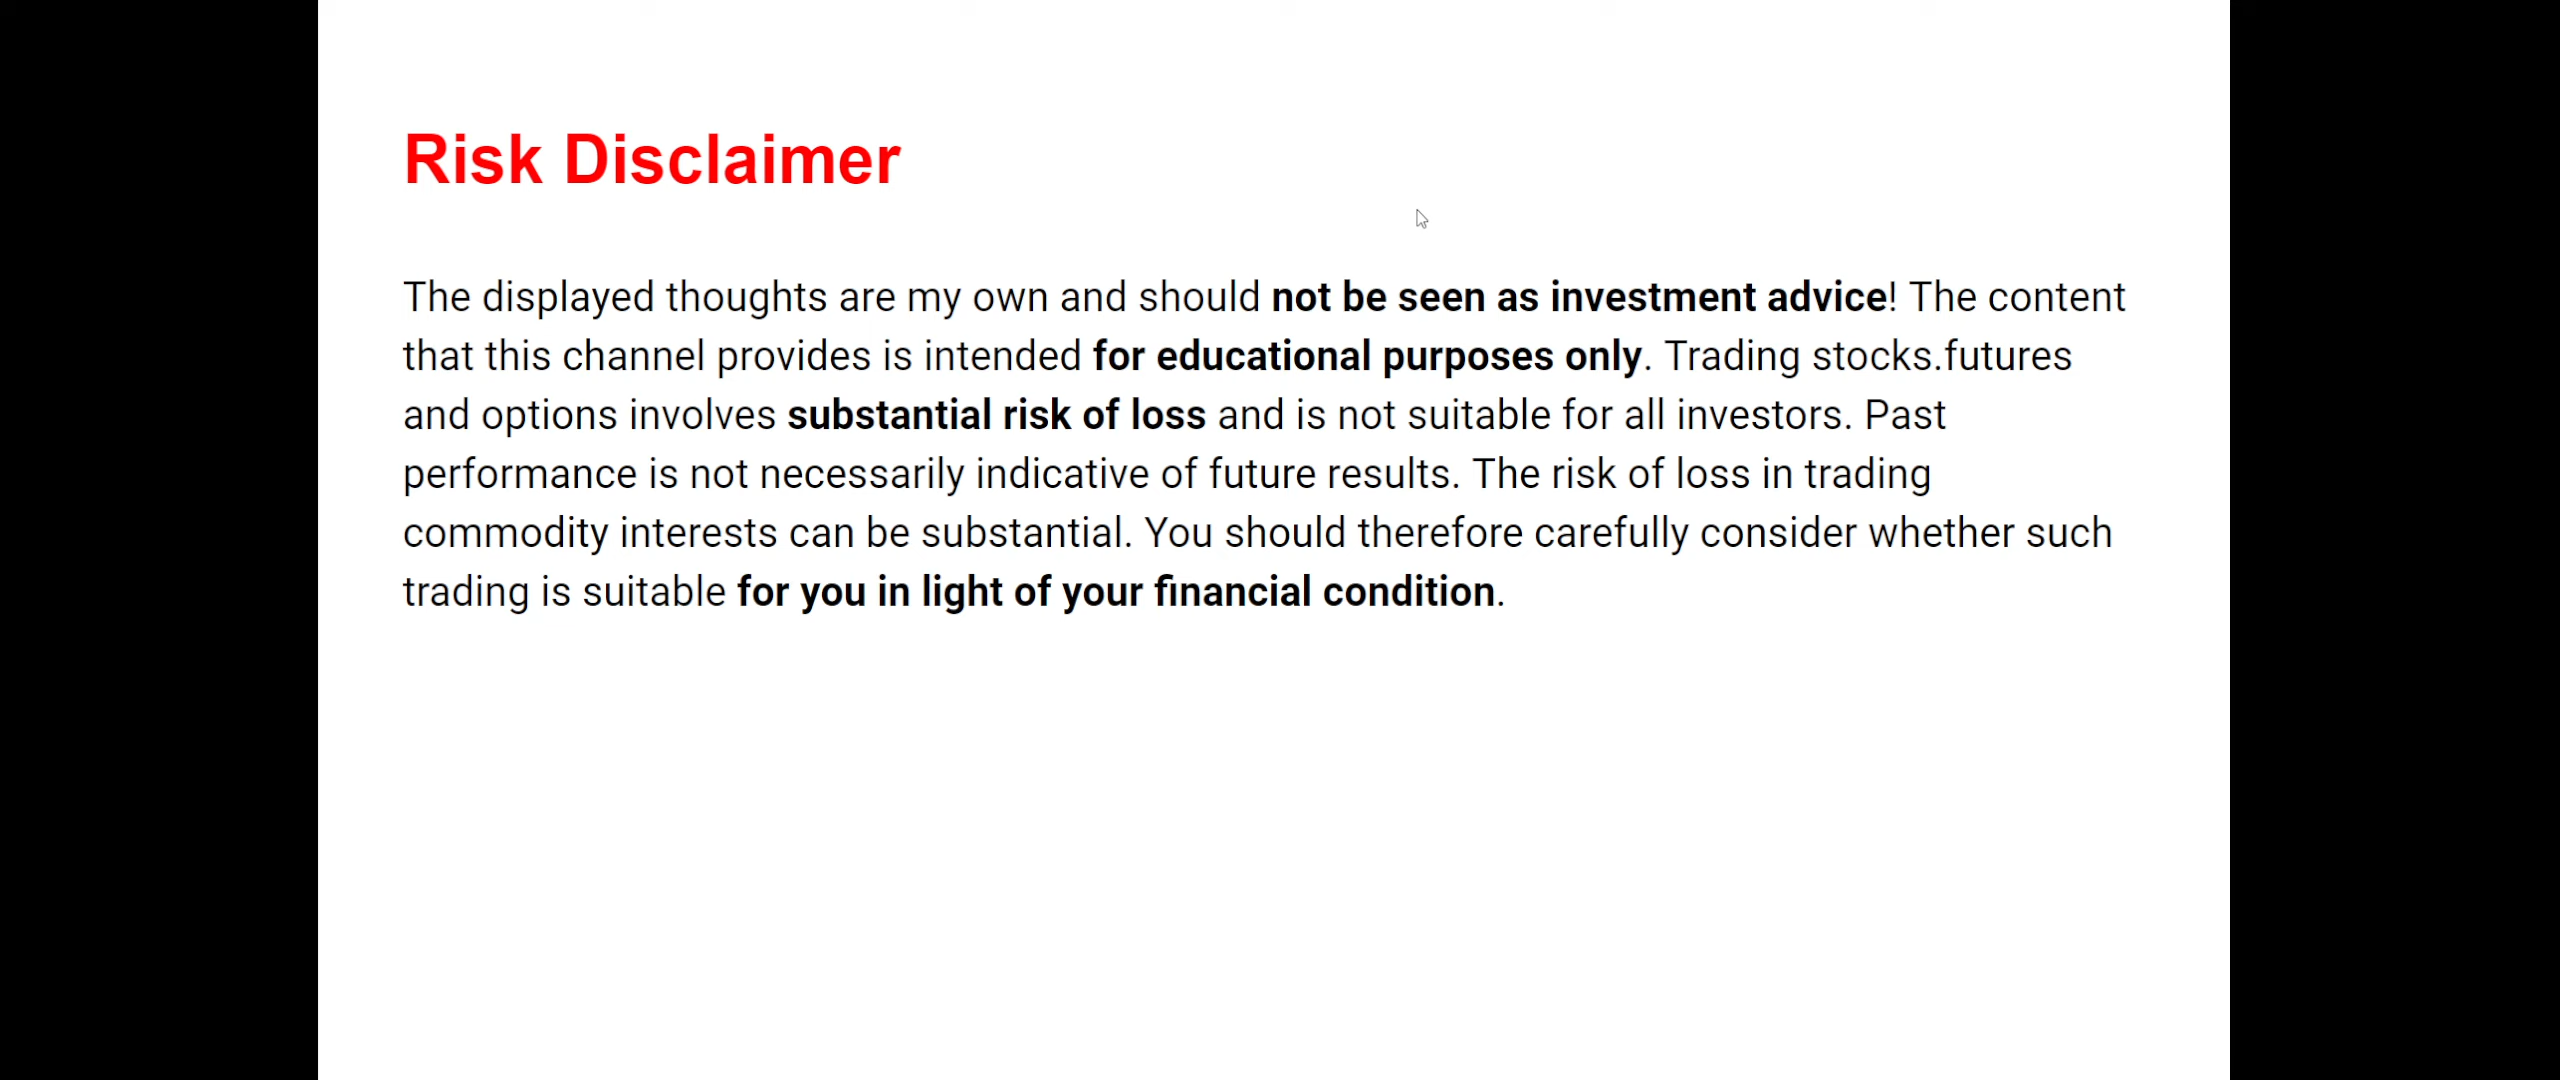 Risk Disclaimer
The displayed thoughts are my own and should not be seen as investment advice! The content
that this channel provides is intended for educational purposes only. Trading stocks.futures
and options involves substantial risk of loss and is not suitable for all investors. Past
performance is not necessarily indicative of future results. The risk of loss in trading
commodity interests can be substantial. You should therefore carefully consider whether such
trading is suitable for you in light of your financial condition.